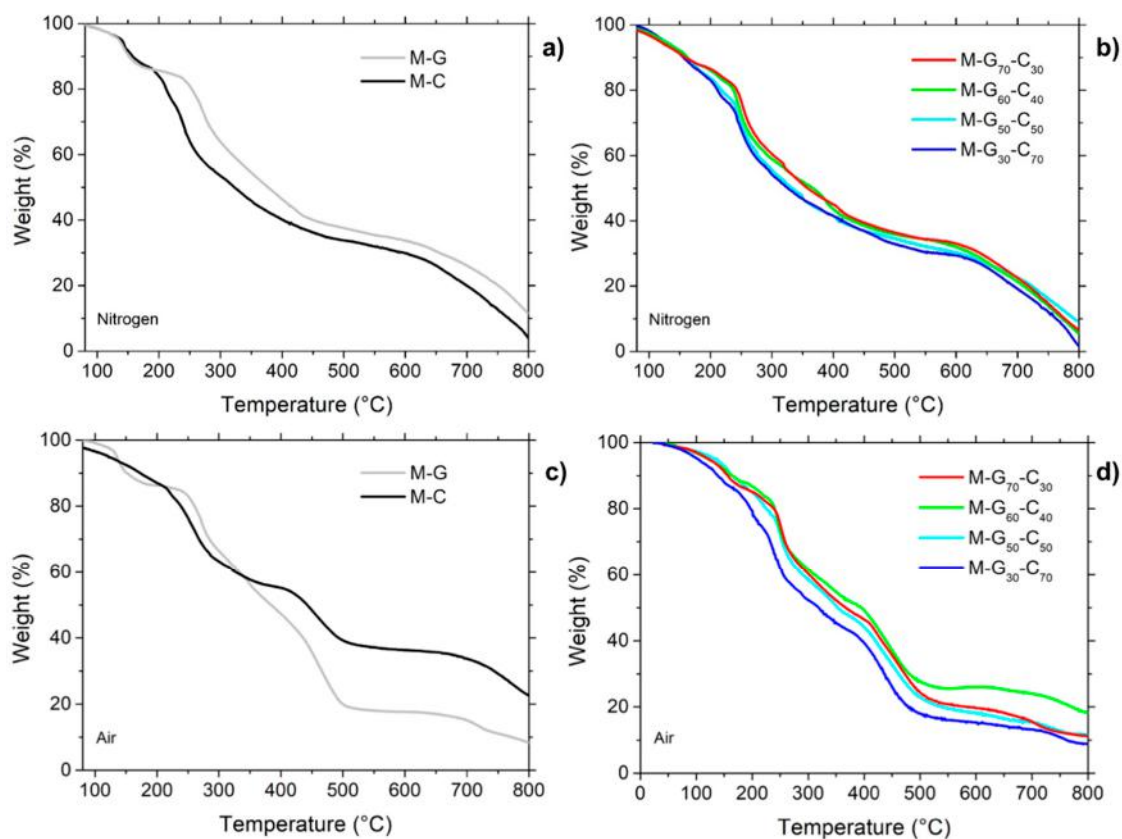 a)
M-G
M-C
Weight (%)
100
80
60
40
20
0
Nitrogen
100 200 300 400 500 600 700 800
Temperature (°C)
b)
M-G₇₀-C₃₀
M-G₆₀-C₄₀
M-G₅₀-C₅₀
M-G₃₀-C₇₀
Weight (%)
100
80
60
40
20
0
Nitrogen
100 200 300 400 500 600 700 800
Temperature (°C)
c)
M-G
M-C
Weight (%)
100
80
60
40
20
0
Air
100 200 300 400 500 600 700 800
Temperature (°C)
d)
M-G₇₀-C₃₀
M-G₆₀-C₄₀
M-G₅₀-C₅₀
M-G₃₀-C₇₀
Weight (%)
100
80
60
40
20
0
Air
0 100 200 300 400 500 600 700 800
Temperature (°C)